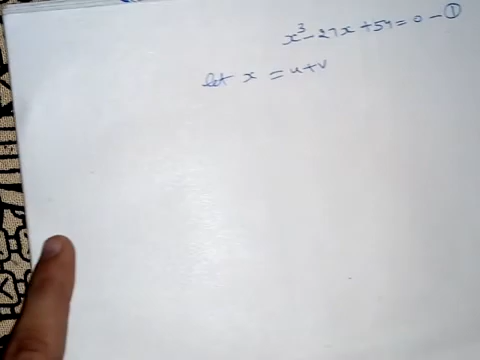 x³ - 27x + 54 = 0 - ①
let x = u+v